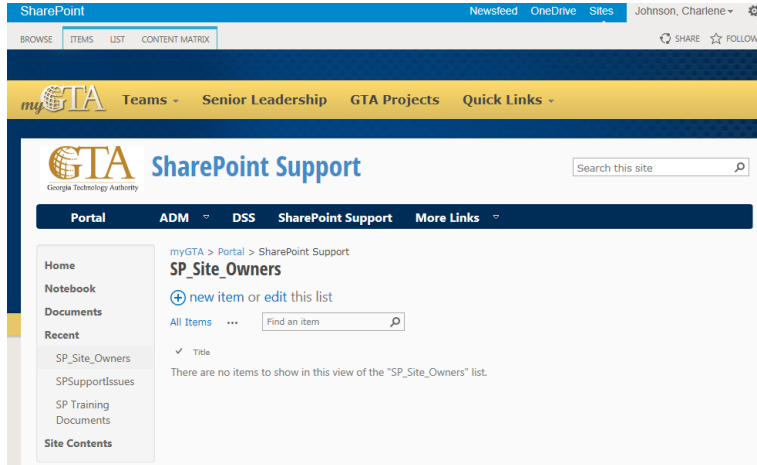 SharePoint Newsfeed OneDrive Sites Johnson, Charlene
BROWSE ITEMS LIST CONTENT MATRIX SHARE FOLLOW
myGTA Teams Senior Leadership GTA Projects Quick Links
GTA
Georgia Technology Authority
SharePoint Support
Search this site
Portal ADM DSS SharePoint Support More Links
Home
Notebook
Documents
Recent
SP_Site_Owners
SPSupportIssues
SP Training
Documents
Site Contents
myGTA > Portal > SharePoint Support
SP_Site_Owners
new item or edit this list
All Items ••• Find an item
Title
There are no items to show in this view of the "SP_Site_Owners" list.